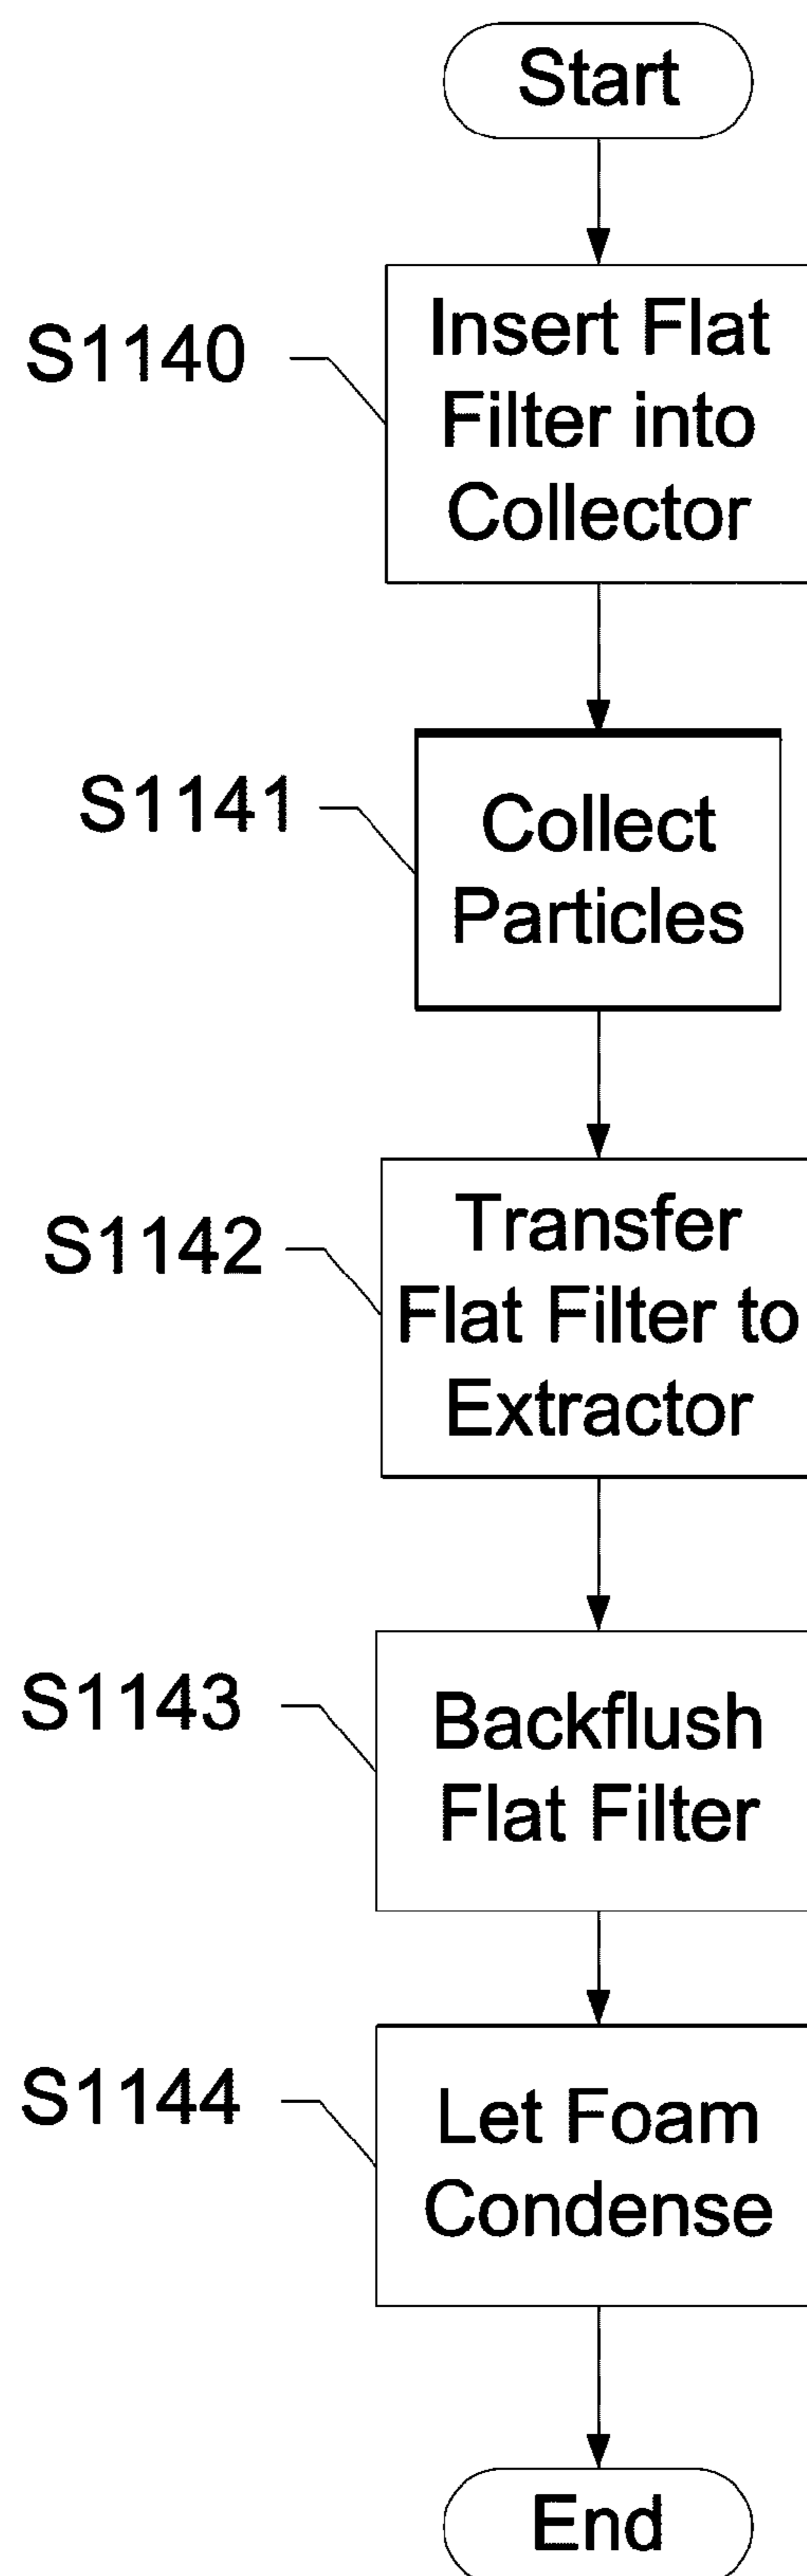 Start
S1140
Insert Flat
Filter into
Collector
S1141
Collect
Particles
S1142
Transfer
Flat Filter to
Extractor
S1143
Backflush
Flat Filter
S1144
Let Foam
Condense
End